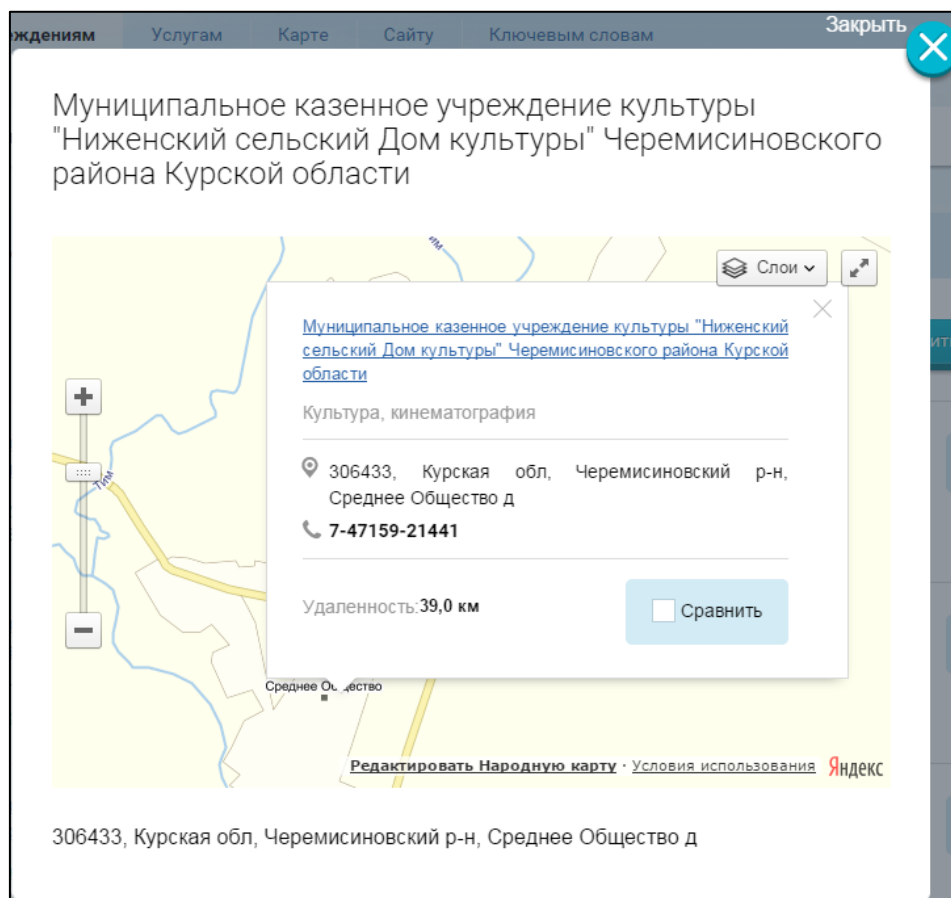 ждениям Услугам Карте Сайту Ключевым словам Закрыть
Муниципальное казенное учреждение культуры
"Ниженский сельский Дом культуры" Черемисиновского
района Курской области
Слои
Муниципальное казенное учреждение культуры "Ниженский
сельский Дом культуры" Черемисиновского района Курской
области
Культура, кинематография
306433, Курская обл, Черемисиновский р-н,
Среднее Общество д
7-47159-21441
Удаленность:39,0 км
Сравнить
Тим
Среднее
Редактировать Народную карту · Условия использования Яндекс
306433, Курская обл, Черемисиновский р-н, Среднее Общество д